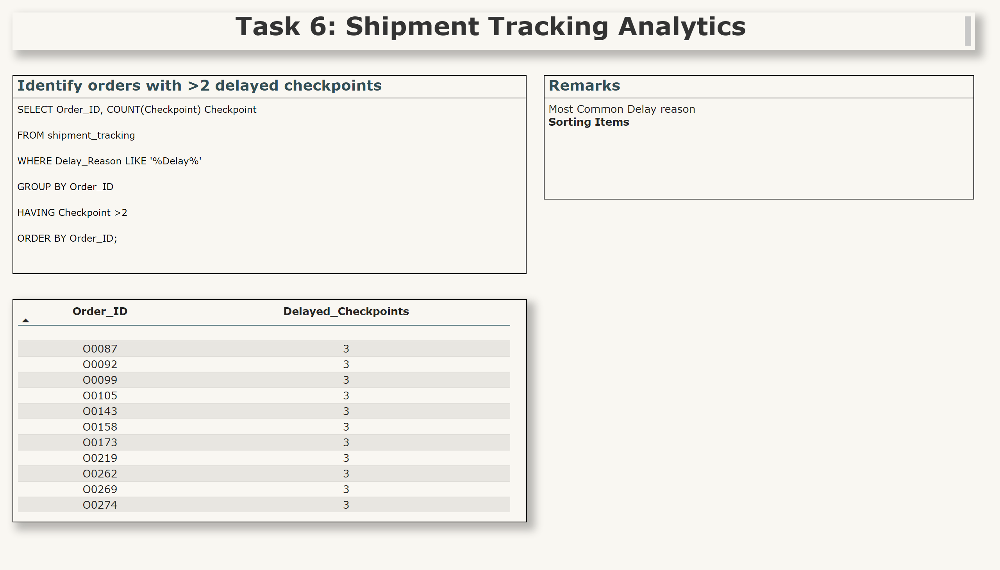 Task 6: Shipment Tracking Analytics
Identify orders with >2 delayed checkpoints
SELECT Order_ID, COUNT(Checkpoint) Checkpoint
FROM shipment_tracking
WHERE Delay_Reason LIKE '%Delay%'
GROUP BY Order_ID
HAVING Checkpoint >2
ORDER BY Order_ID;
Remarks
Most Common Delay reason
Sorting Items
Order_ID Delayed_Checkpoints
O0087 3
O0092 3
O0099 3
O0105 3
O0143 3
O0158 3
O0173 3
O0219 3
O0262 3
O0269 3
O0274 3